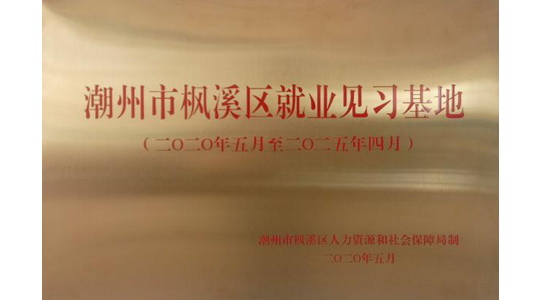 潮州市枫溪区就业见习基地
（二〇二〇年五月至二〇二五年四月）
潮州市枫溪区人力资源和社会保障局制
二〇二〇年五月